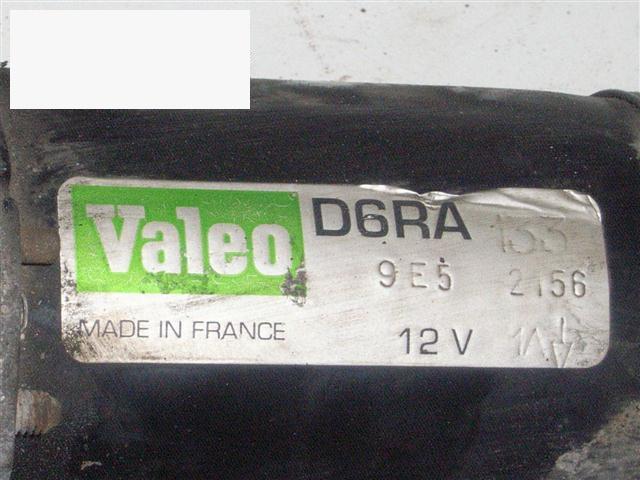 Valeo D6RA 133
9E5 2156
MADE IN FRANCE 12 V